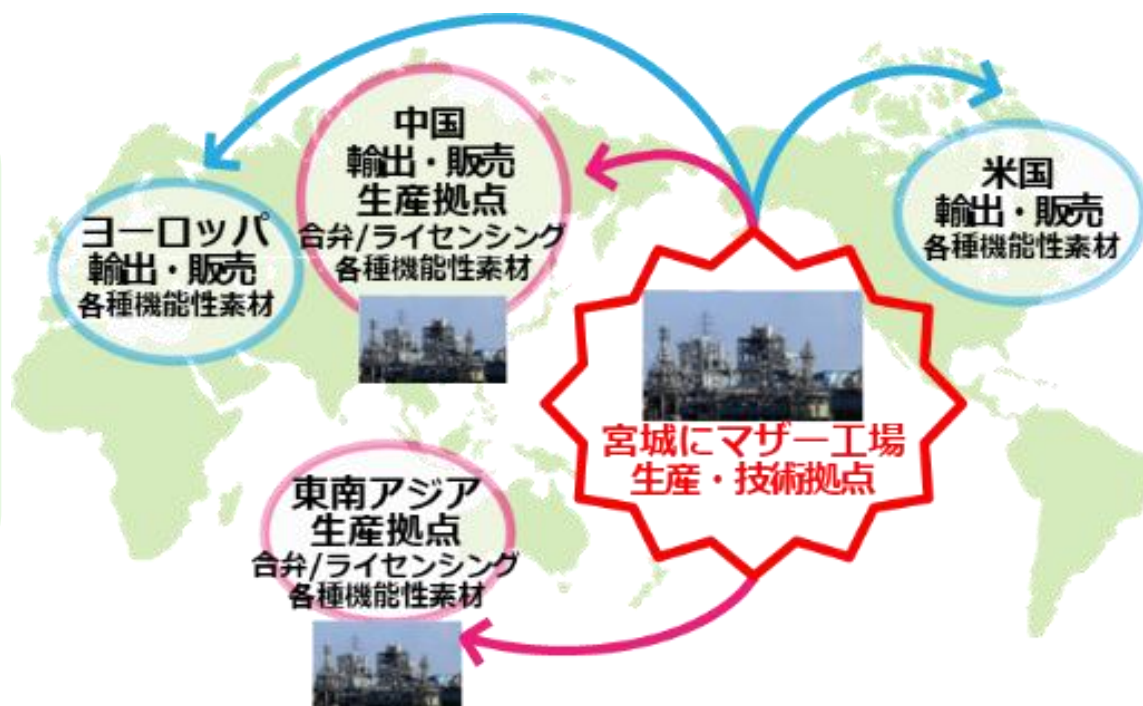 中国
輸出・販売
生産拠点
合弁/ライセンシング
各種機能性素材
米国
輸出・販売
各種機能性素材
ヨーロッパ
輸出・販売
各種機能性素材
宮城にマザー工場
生産・技術拠点
東南アジア
生産拠点
合弁/ライセンシング
各種機能性素材